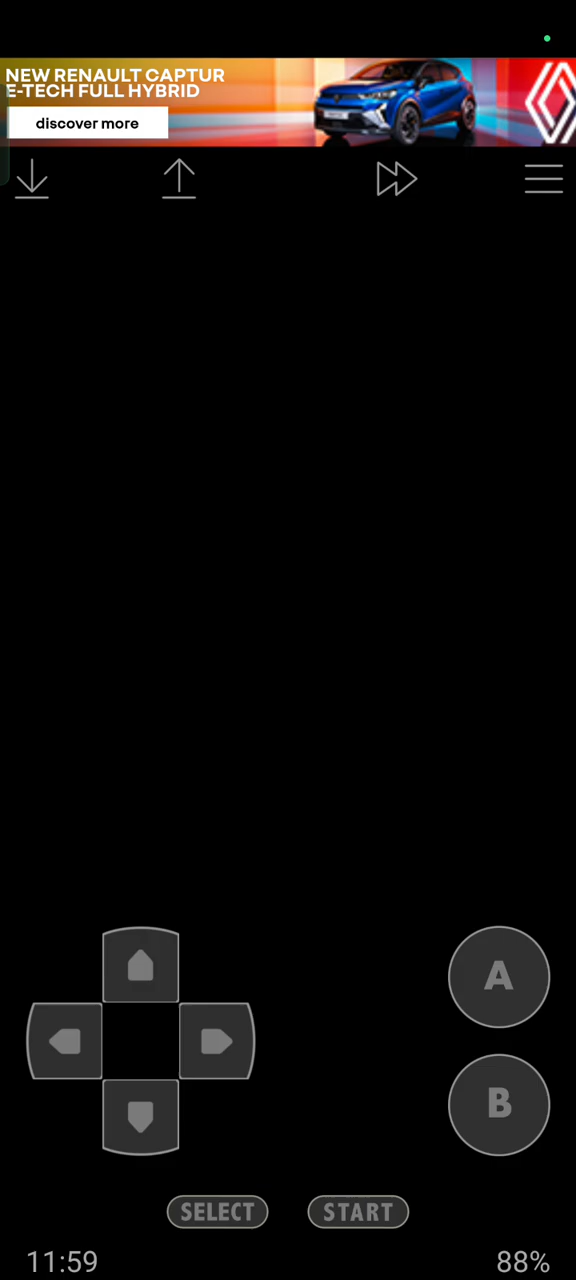 NEW RENAULT CAPTUR
E-TECH FULL HYBRID
discover more
A
B
SELECT START
11:59 88%